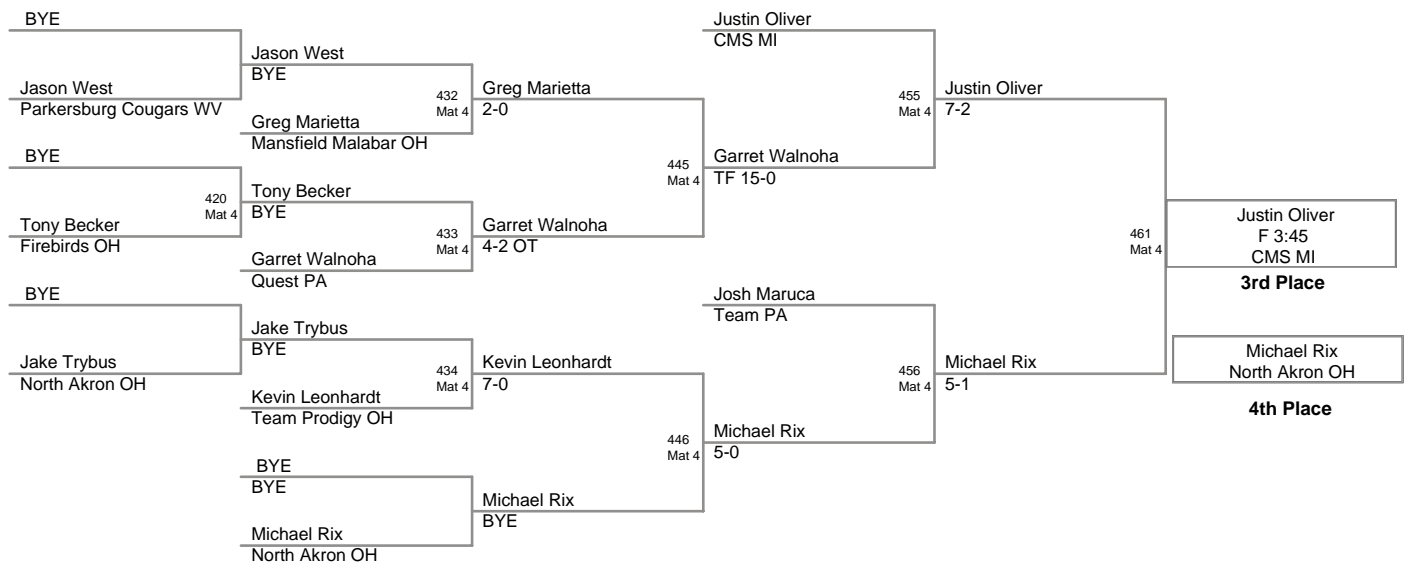 BYE
Jason West
Parkersburg Cougars WV
BYE
420
Mat 4
Tony Becker
Firebirds OH
BYE
Jake Trybus
North Akron OH
Jason West
BYE
432
Mat 4
Greg Marietta
Mansfield Malabar OH
Tony Becker
BYE
433
Mat 4
Garret Walnoha
Quest PA
Jake Trybus
BYE
434
Mat 4
Kevin Leonhardt
Team Prodigy OH
BYE
BYE
Michael Rix
North Akron OH
Greg Marietta
2-0
445
Mat 4
Garret Walnoha
4-2 OT
Kevin Leonhardt
7-0
446
Mat 4
Michael Rix
BYE
Justin Oliver
CMS MI
455
Mat 4
Garret Walnoha
TF 15-0
Josh Maruca
Team PA
456
Mat 4
Michael Rix
5-0
Justin Oliver
7-2
461
Mat 4
Michael Rix
5-1
Justin Oliver
F 3:45
CMS MI
3rd Place
Michael Rix
North Akron OH
4th Place